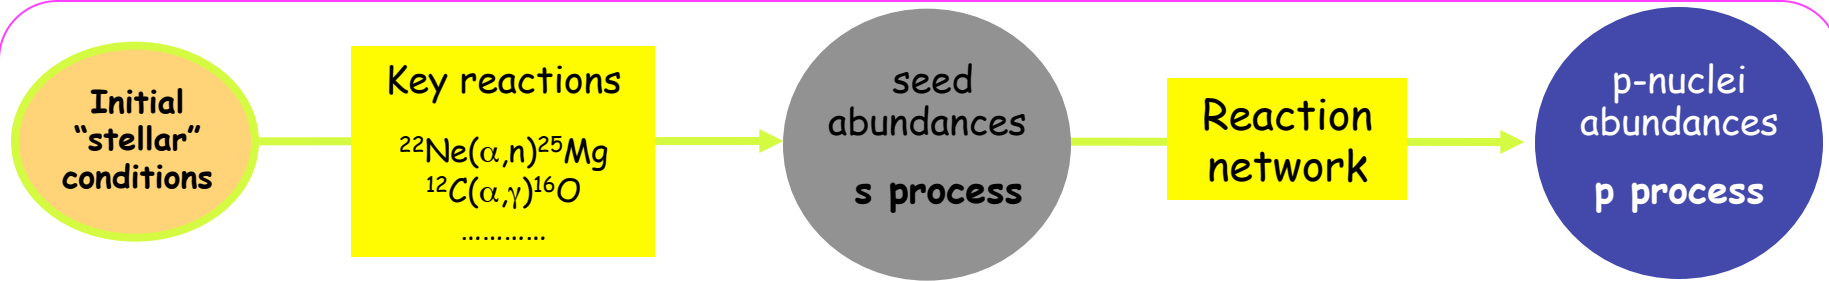 Initial
“stellar”
conditions
Key reactions
²²Ne(α,n)²⁵Mg
¹²C(α,γ)¹⁶O
…………
seed
abundances
s process
Reaction
network
p-nuclei
abundances
p process